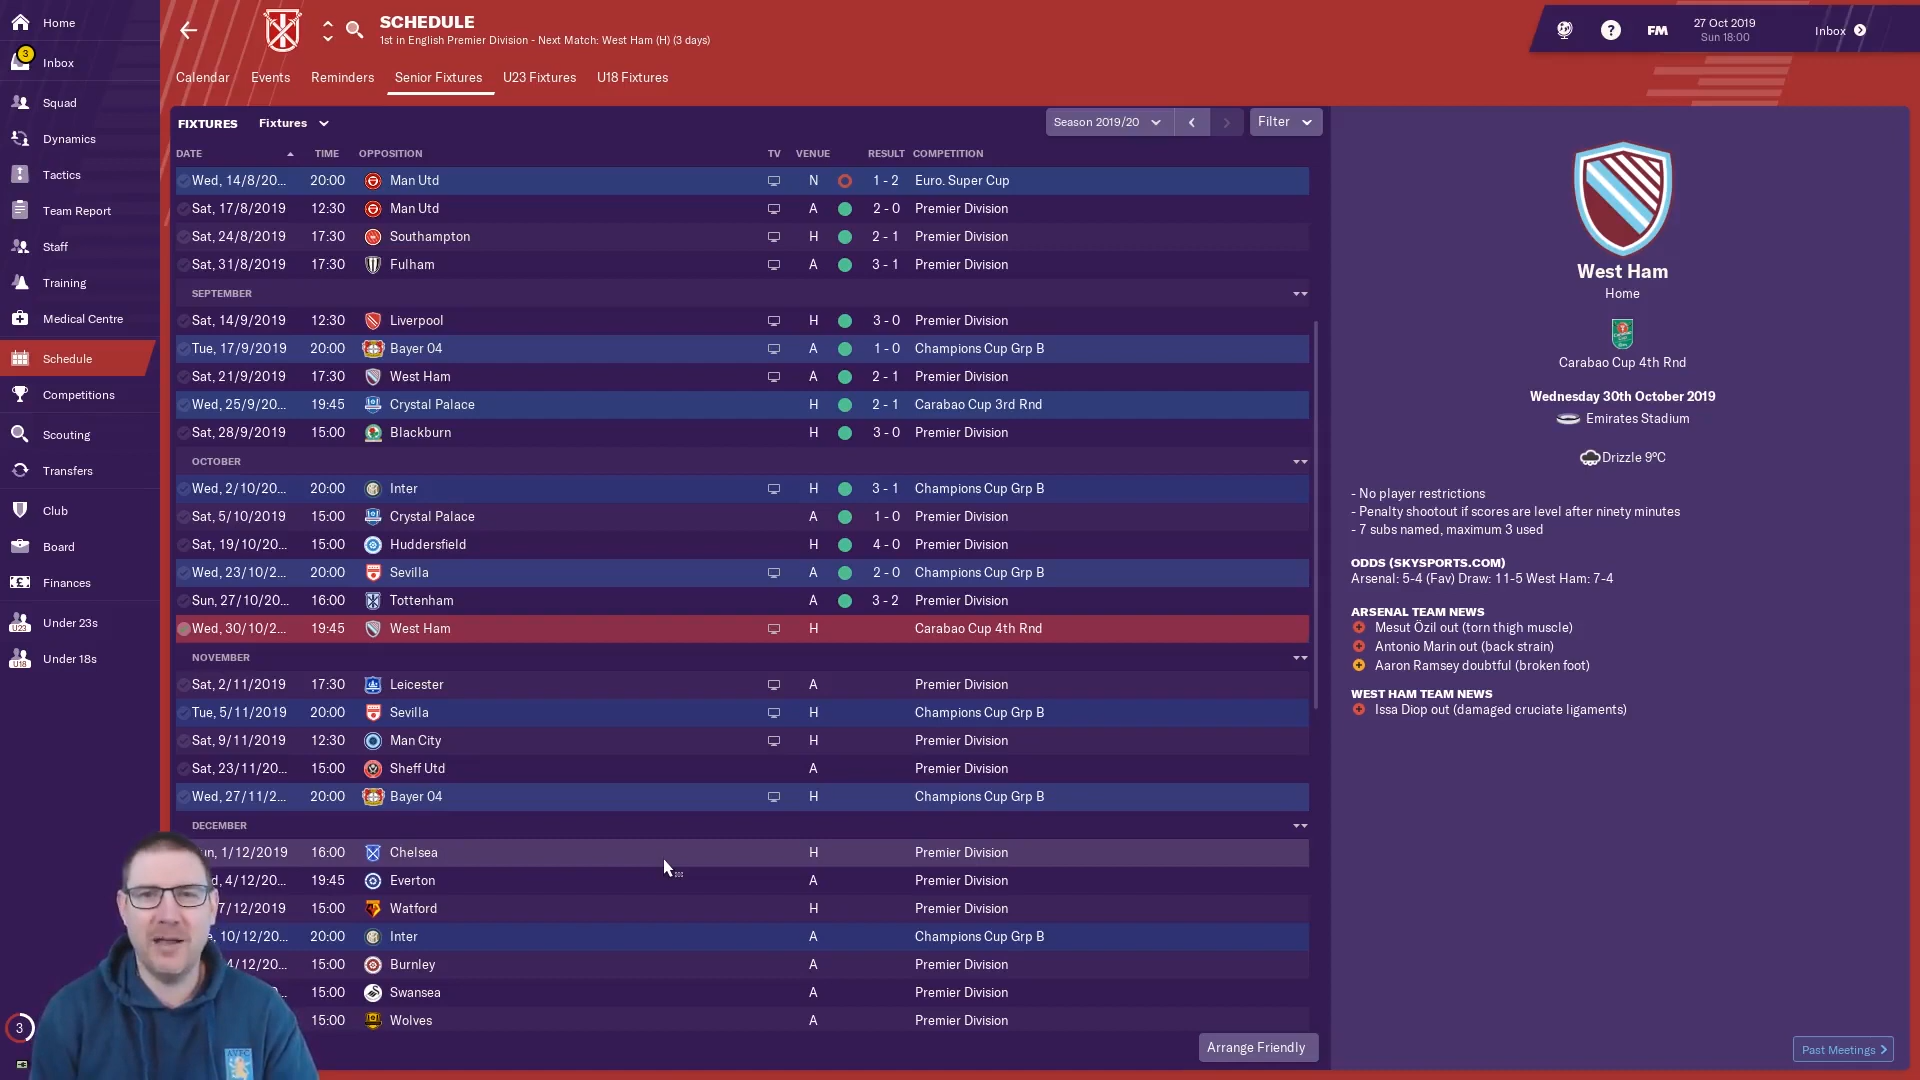 Home
3
Inbox
Squad
Dynamics
Tactics
Team Report
Staff
Training
Medical Centre
Schedule
Competitions
Scouting
Transfers
Club
Board
Finances
U23
Under 23s
U18
Under 18s
3
SCHEDULE
1st in English Premier Division - Next Match: West Ham (H) (3 days)
? FM
27 Oct 2019
Sun 18:00
Inbox
Calendar Events Reminders Senior Fixtures U23 Fixtures U18 Fixtures
FIXTURES Fixtures Season 2019/20 Filter
DATE TIME OPPOSITION TV VENUE RESULT COMPETITION
Wed, 14/8/20... 20:00 Man Utd N 1 - 2 Euro. Super Cup
Sat, 17/8/2019 12:30 Man Utd A 2 - 0 Premier Division
Sat, 24/8/2019 17:30 Southampton H 2 - 1 Premier Division
Sat, 31/8/2019 17:30 Fulham A 3 - 1 Premier Division
SEPTEMBER
Sat, 14/9/2019 12:30 Liverpool H 3 - 0 Premier Division
Tue, 17/9/2019 20:00 Bayer 04 A 1 - 0 Champions Cup Grp B
Sat, 21/9/2019 17:30 West Ham A 2 - 1 Premier Division
Wed, 25/9/20... 19:45 Crystal Palace H 2 - 1 Carabao Cup 3rd Rnd
Sat, 28/9/2019 15:00 Blackburn H 3 - 0 Premier Division
OCTOBER
Wed, 2/10/20... 20:00 Inter H 3 - 1 Champions Cup Grp B
Sat, 5/10/2019 15:00 Crystal Palace A 1 - 0 Premier Division
Sat, 19/10/20... 15:00 Huddersfield H 4 - 0 Premier Division
Wed, 23/10/2... 20:00 Sevilla A 2 - 0 Champions Cup Grp B
Sun, 27/10/20... 16:00 Tottenham A 3 - 2 Premier Division
Wed, 30/10/2... 19:45 West Ham H Carabao Cup 4th Rnd
NOVEMBER
Sat, 2/11/2019 17:30 Leicester A Premier Division
Tue, 5/11/2019 20:00 Sevilla H Champions Cup Grp B
Sat, 9/11/2019 12:30 Man City H Premier Division
Sat, 23/11/20... 15:00 Sheff Utd A Premier Division
Wed, 27/11/2... 20:00 Bayer 04 H Champions Cup Grp B
DECEMBER
un, 1/12/2019 16:00 Chelsea H Premier Division
d, 4/12/20... 19:45 Everton A Premier Division
7/12/2019 15:00 Watford H Premier Division
e, 10/12/20... 20:00 Inter A Champions Cup Grp B
4/12/20... 15:00 Burnley A Premier Division
15:00 Swansea A Premier Division
15:00 Wolves A Premier Division
Arrange Friendly
West Ham
Home
Carabao Cup 4th Rnd
Wednesday 30th October 2019
Emirates Stadium
Drizzle 9ºC
- No player restrictions
- Penalty shootout if scores are level after ninety minutes
- 7 subs named, maximum 3 used
ODDS (SKYSPORTS.COM)
Arsenal: 5-4 (Fav) Draw: 11-5 West Ham: 7-4
ARSENAL TEAM NEWS
Mesut Özil out (torn thigh muscle)
Antonio Marin out (back strain)
Aaron Ramsey doubtful (broken foot)
WEST HAM TEAM NEWS
Issa Diop out (damaged cruciate ligaments)
Past Meetings
AVFC